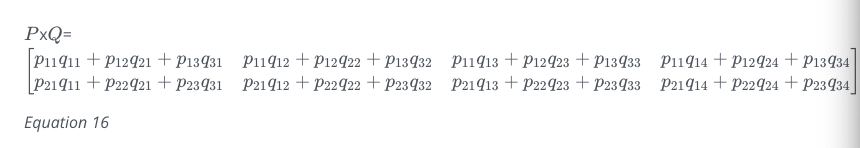 PxQ=
[p₁₁q₁₁ + p₁₂q₂₁ + p₁₃q₃₁ p₁₁q₁₂ + p₁₂q₂₂ + p₁₃q₃₂ p₁₁q₁₃ + p₁₂q₂₃ + p₁₃q₃₃ p₁₁q₁₄ + p₁₂q₂₄ + p₁₃q₃₄]
[p₂₁q₁₁ + p₂₂q₂₁ + p₂₃q₃₁ p₂₁q₁₂ + p₂₂q₂₂ + p₂₃q₃₂ p₂₁q₁₃ + p₂₂q₂₃ + p₂₃q₃₃ p₂₁q₁₄ + p₂₂q₂₄ + p₂₃q₃₄]
Equation 16